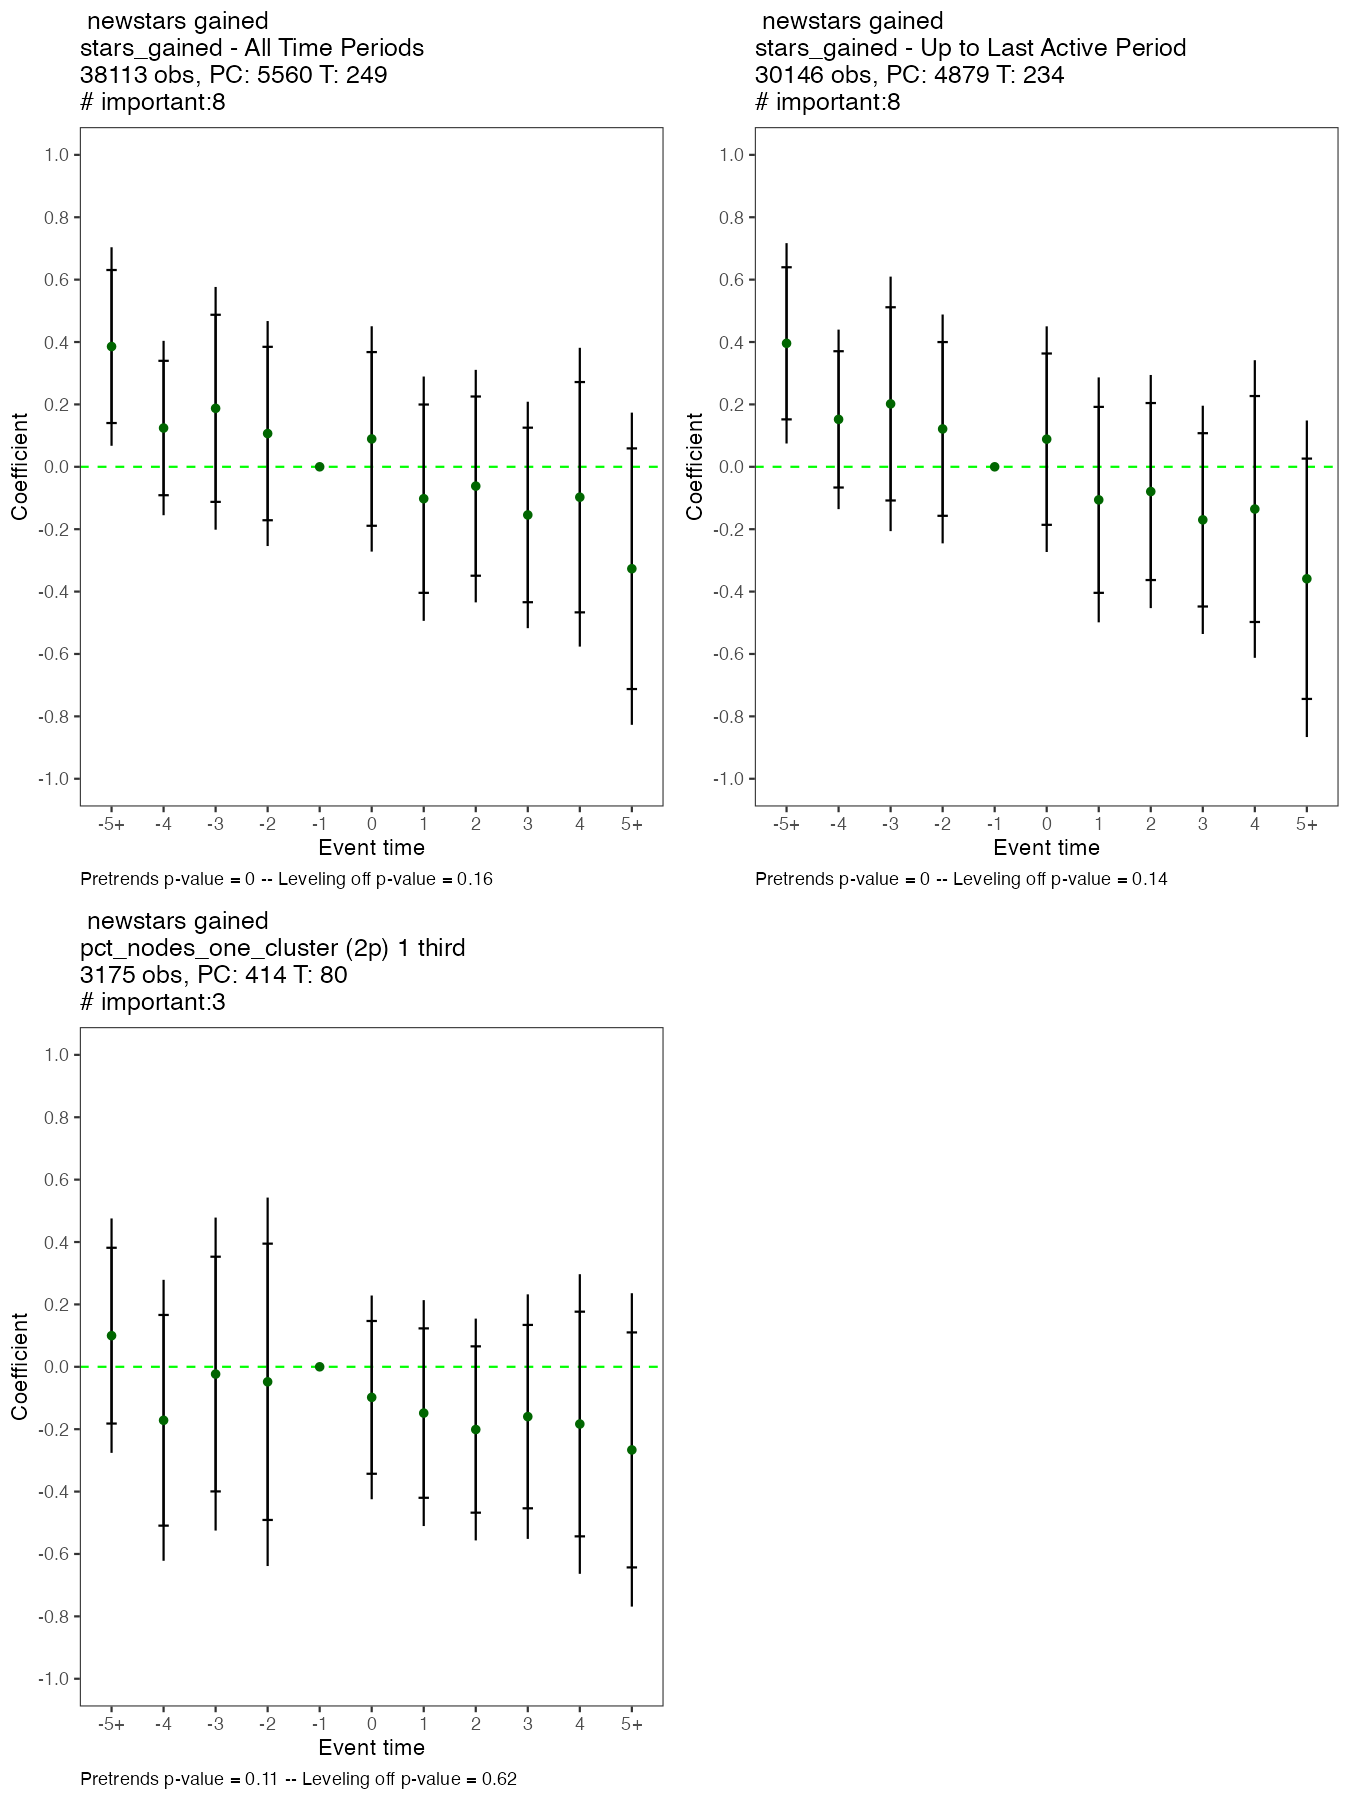 newstars gained
stars_gained - All Time Periods
38113 obs, PC: 5560 T: 249
# important:8
Coefficient
1.0
0.8
0.6
0.4
0.2
0.0
-0.2
-0.4
-0.6
-0.8
-1.0
-5+ -4 -3 -2 -1 0 1 2 3 4 5+
Event time
Pretrends p-value = 0 -- Leveling off p-value = 0.16
newstars gained
stars_gained - Up to Last Active Period
30146 obs, PC: 4879 T: 234
# important:8
Coefficient
1.0
0.8
0.6
0.4
0.2
0.0
-0.2
-0.4
-0.6
-0.8
-1.0
-5+ -4 -3 -2 -1 0 1 2 3 4 5+
Event time
Pretrends p-value = 0 -- Leveling off p-value = 0.14
newstars gained
pct_nodes_one_cluster (2p) 1 third
3175 obs, PC: 414 T: 80
# important:3
Coefficient
1.0
0.8
0.6
0.4
0.2
0.0
-0.2
-0.4
-0.6
-0.8
-1.0
-5+ -4 -3 -2 -1 0 1 2 3 4 5+
Event time
Pretrends p-value = 0.11 -- Leveling off p-value = 0.62